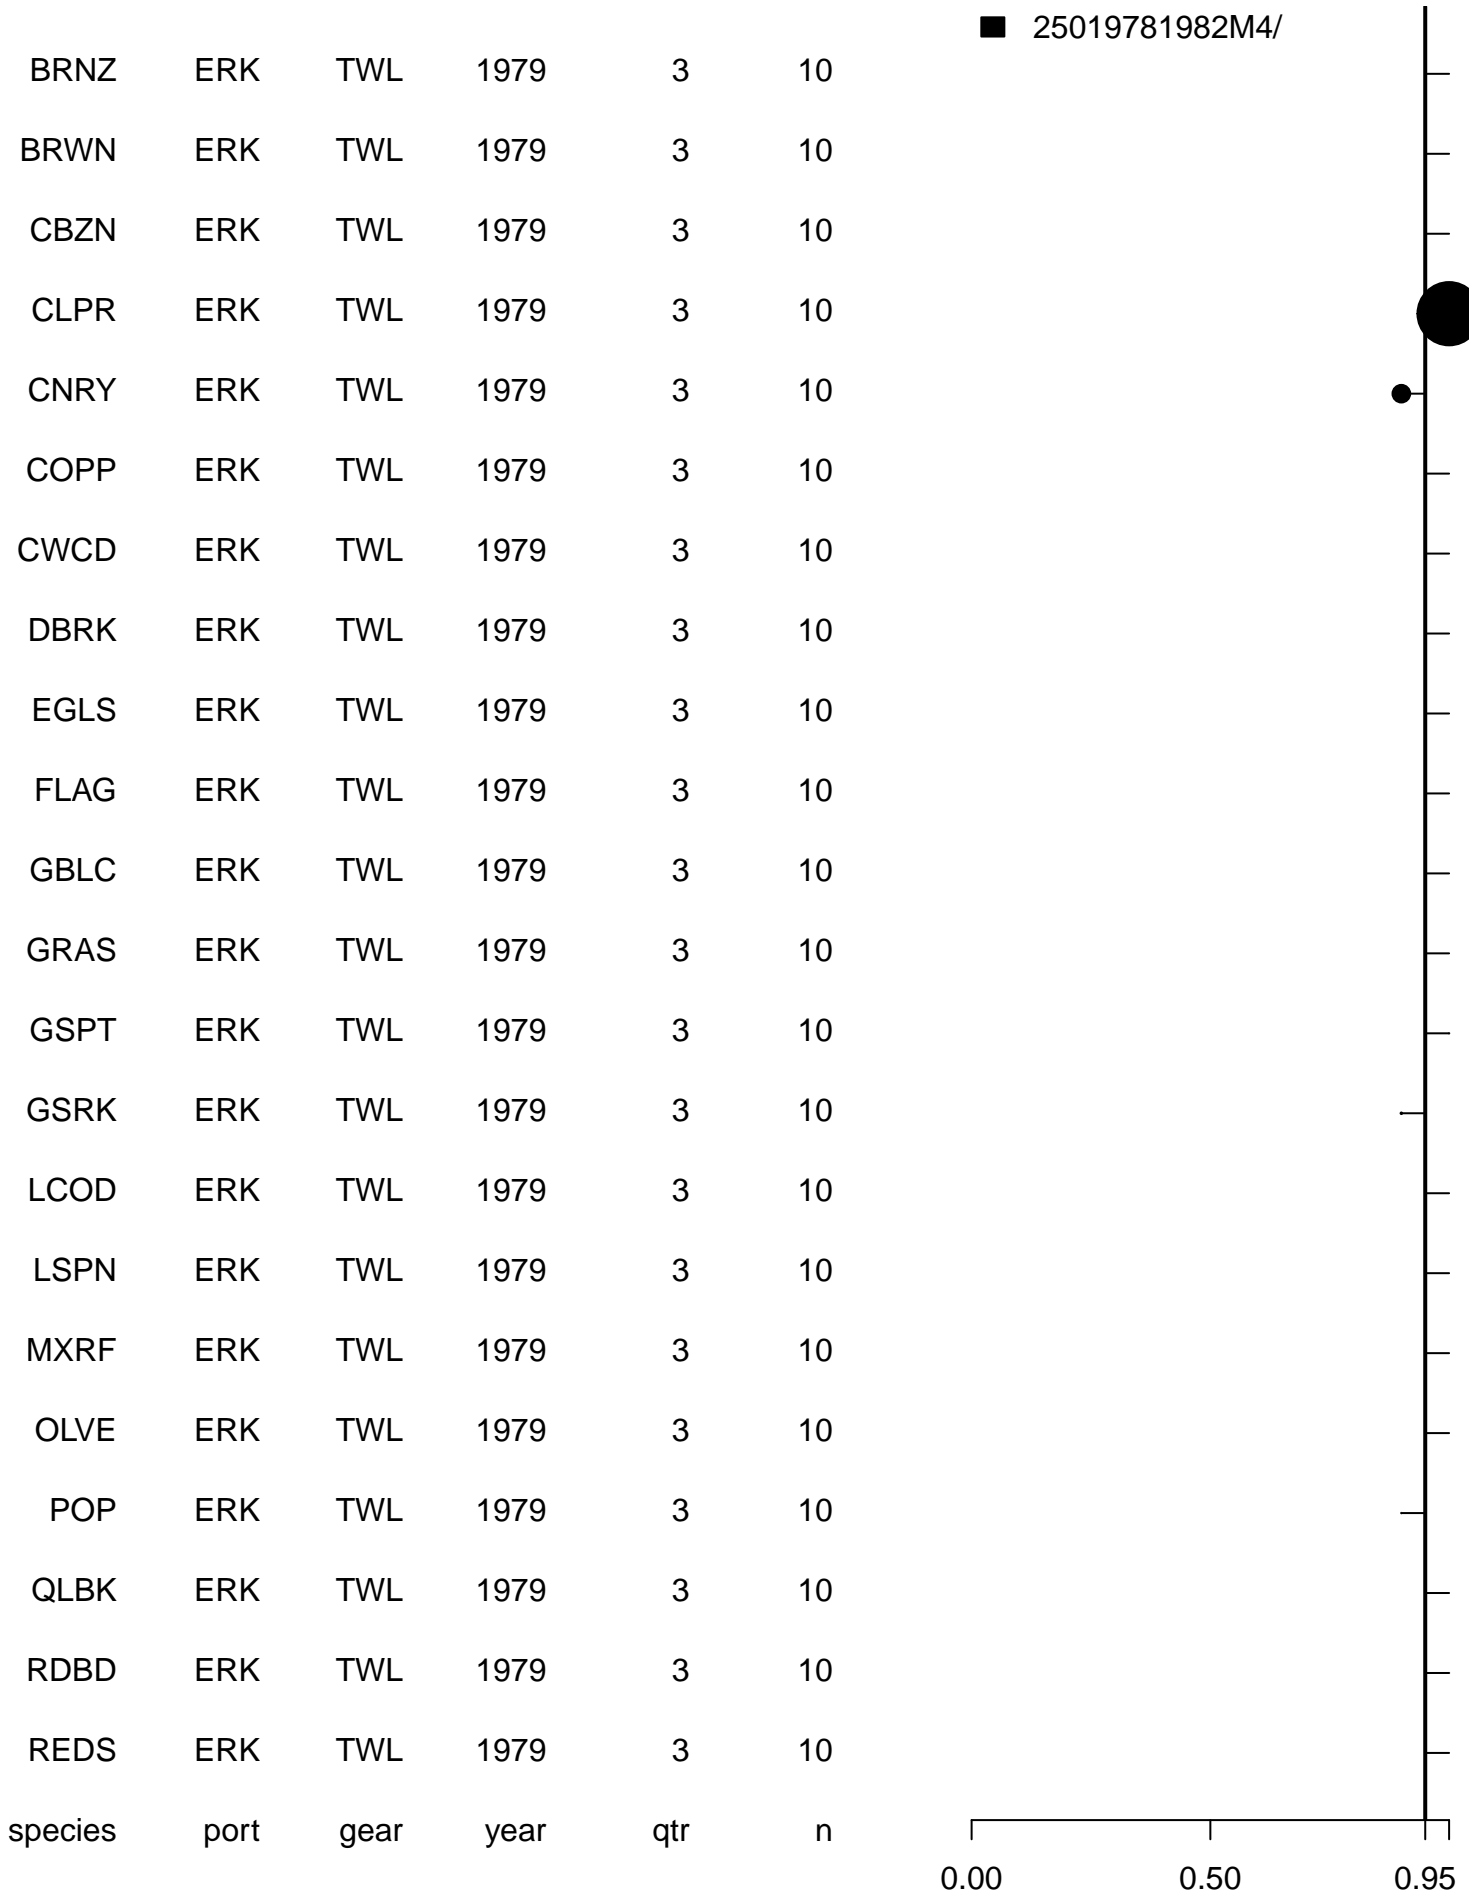 25019781982M4/
BRNZ ERK TWL 1979 3 10
BRWN ERK TWL 1979 3 10
CBZN ERK TWL 1979 3 10
CLPR ERK TWL 1979 3 10
CNRY ERK TWL 1979 3 10
COPP ERK TWL 1979 3 10
CWCD ERK TWL 1979 3 10
DBRK ERK TWL 1979 3 10
EGLS ERK TWL 1979 3 10
FLAG ERK TWL 1979 3 10
GBLC ERK TWL 1979 3 10
GRAS ERK TWL 1979 3 10
GSPT ERK TWL 1979 3 10
GSRK ERK TWL 1979 3 10
LCOD ERK TWL 1979 3 10
LSPN ERK TWL 1979 3 10
MXRF ERK TWL 1979 3 10
OLVE ERK TWL 1979 3 10
POP ERK TWL 1979 3 10
QLBK ERK TWL 1979 3 10
RDBD ERK TWL 1979 3 10
REDS ERK TWL 1979 3 10
species port gear year qtr n
0.00 0.50 0.95